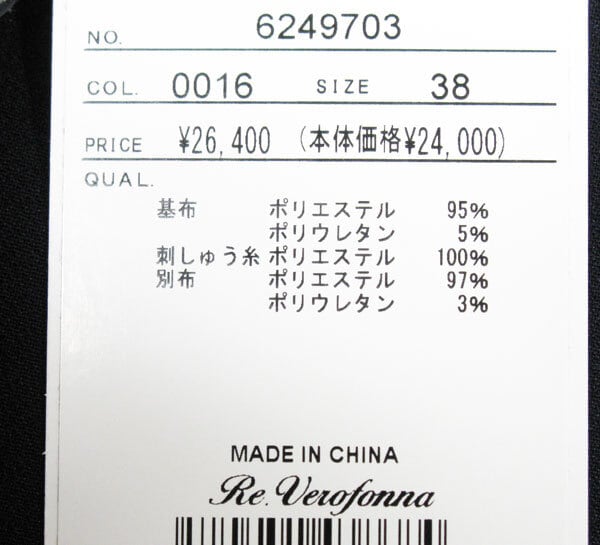 NO. 6249703
COL. 0016 SIZE 38
PRICE ¥26,400 (本体価格¥24,000)
QUAL.
基布 ポリエステル 95%
ポリウレタン 5%
刺しゅう糸 ポリエステル 100%
別布 ポリエステル 97%
ポリウレタン 3%
MADE IN CHINA
Re.Verofonna